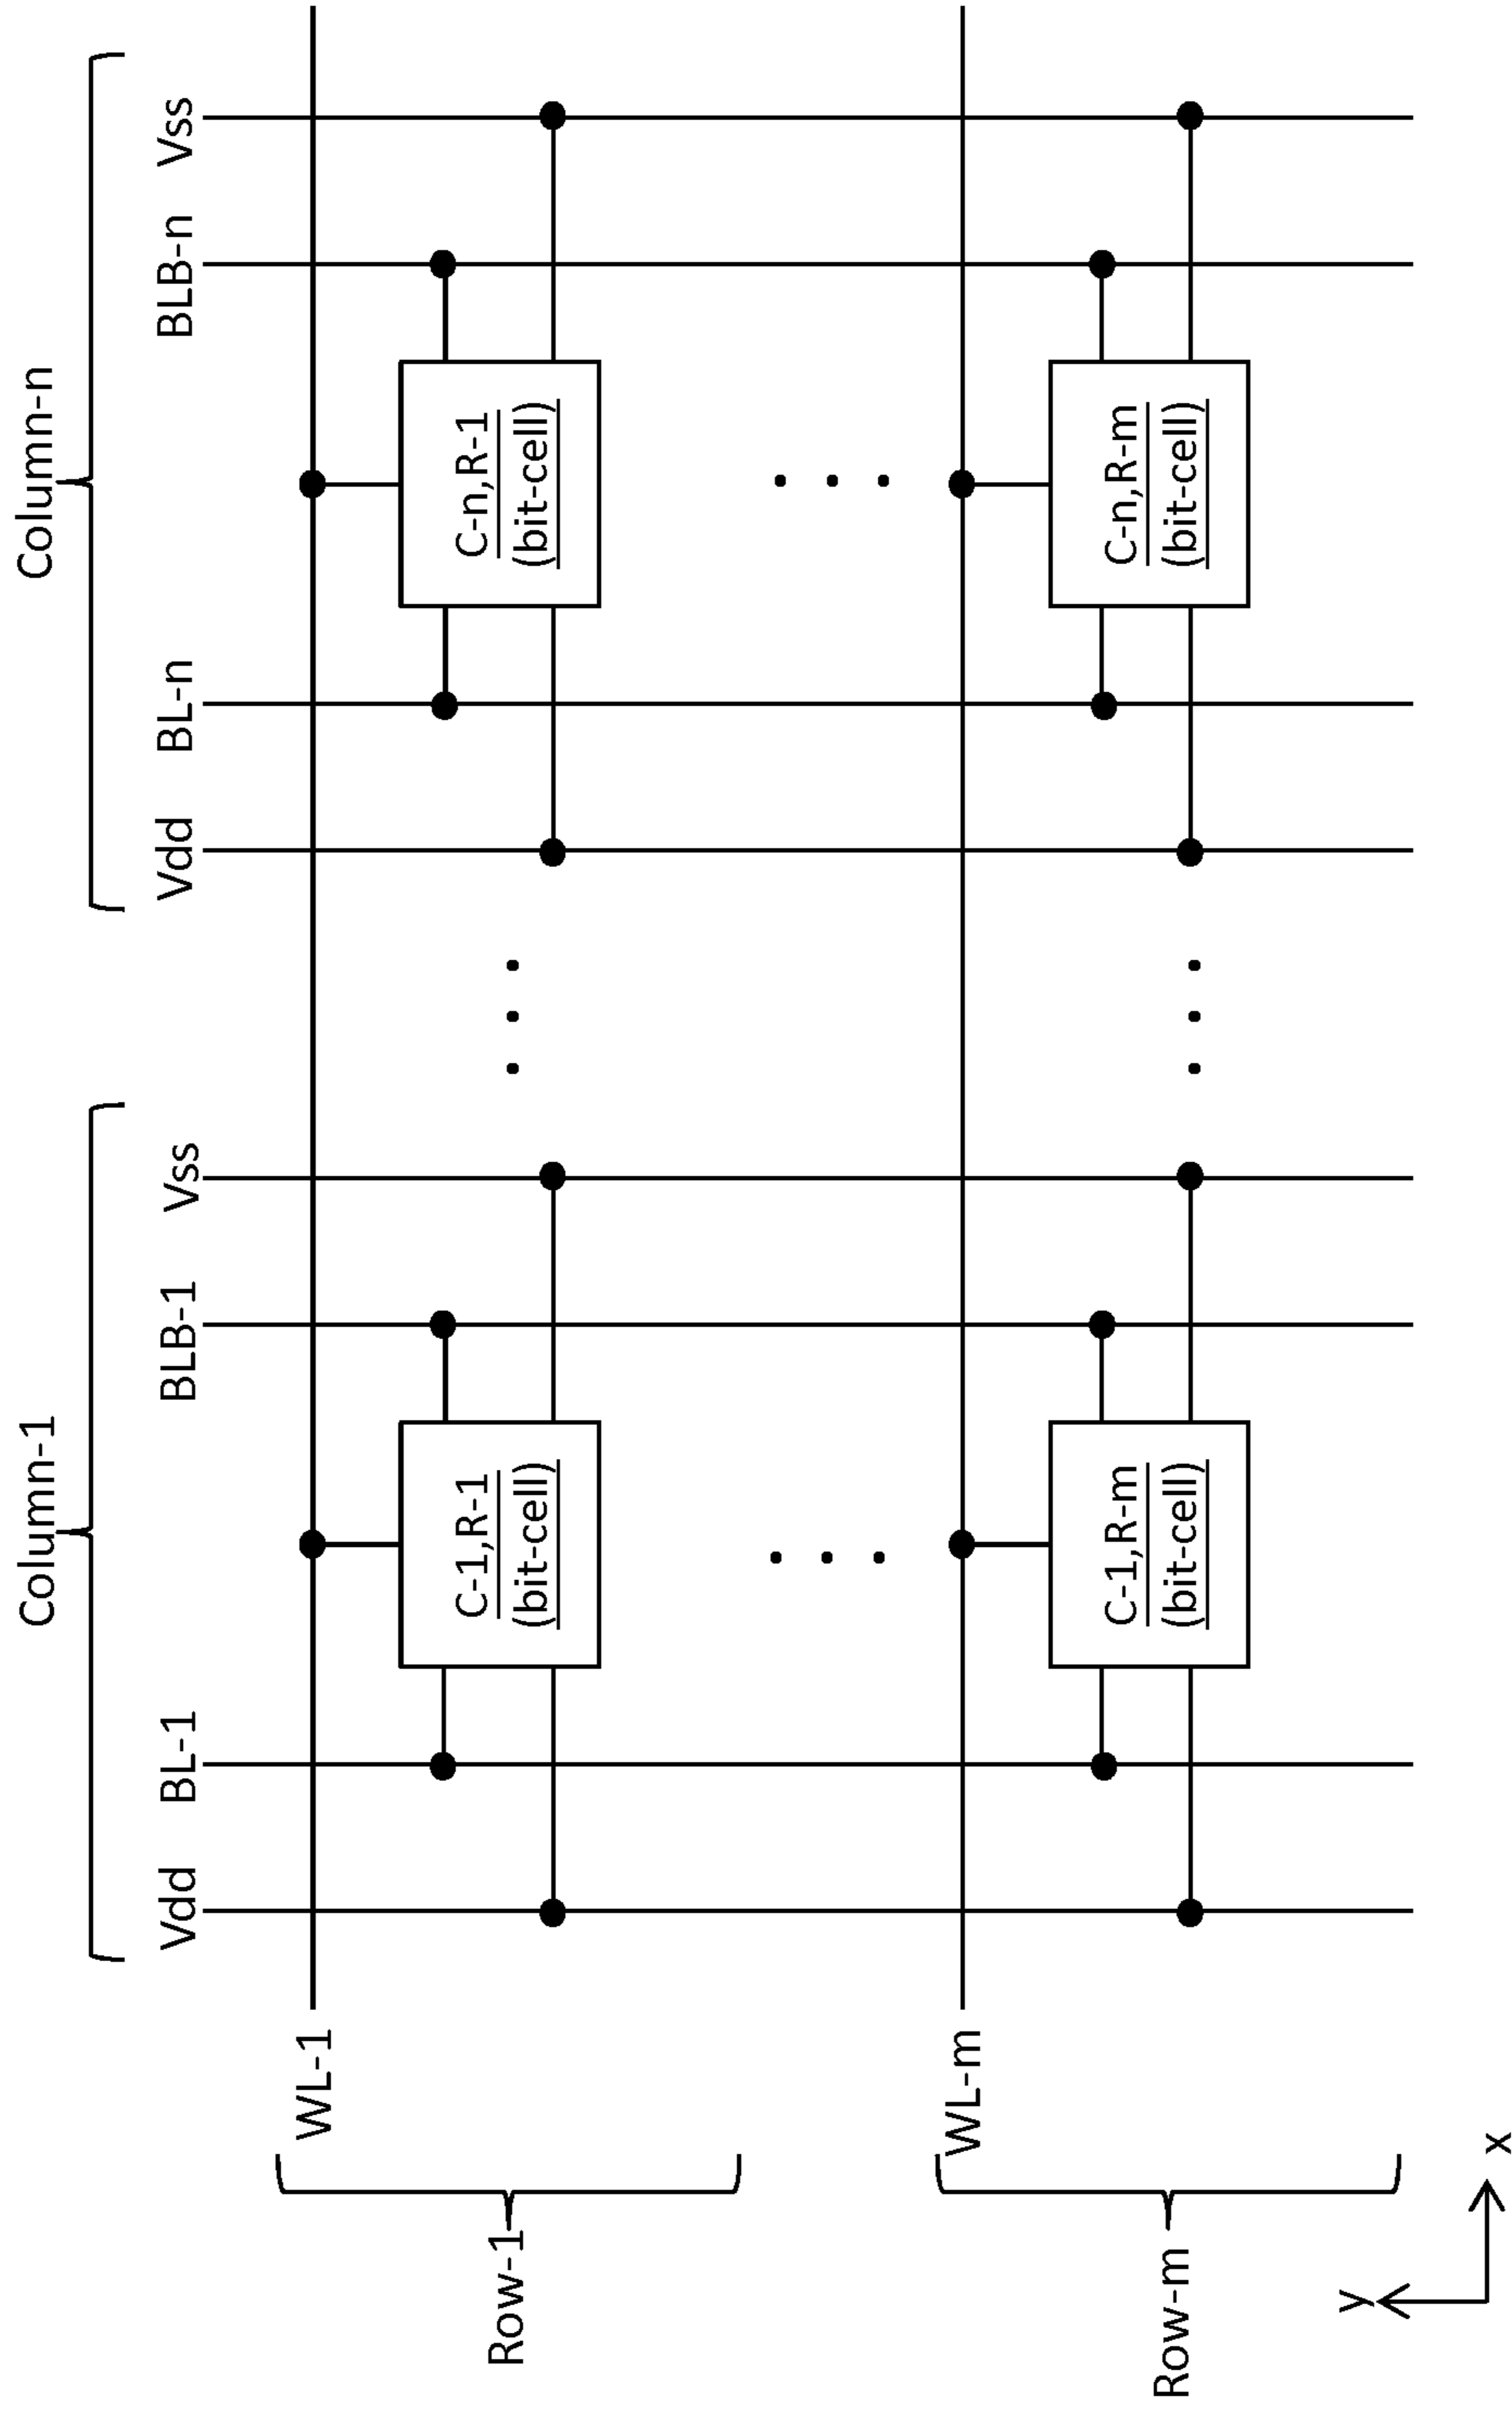 Column-1
Column-n
Vdd
BL-1
BLB-1
Vss
Vdd
BL-n
BLB-n
Vss
WL-1
Row-1
C-1,R-1
(bit-cell)
C-n,R-1
(bit-cell)
WL-m
Row-m
C-1,R-m
(bit-cell)
C-n,R-m
(bit-cell)
y
x